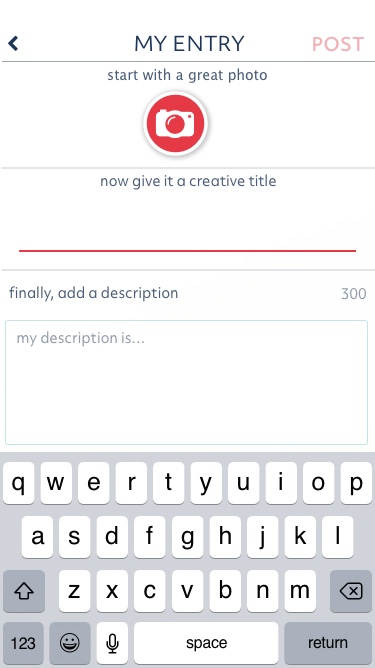 MY ENTRY POST
start with a great photo
now give it a creative title
finally, add a description 300
my description is...
q w e r t y u i o p
a s d f g h j k l
z x c v b n m
123 space return